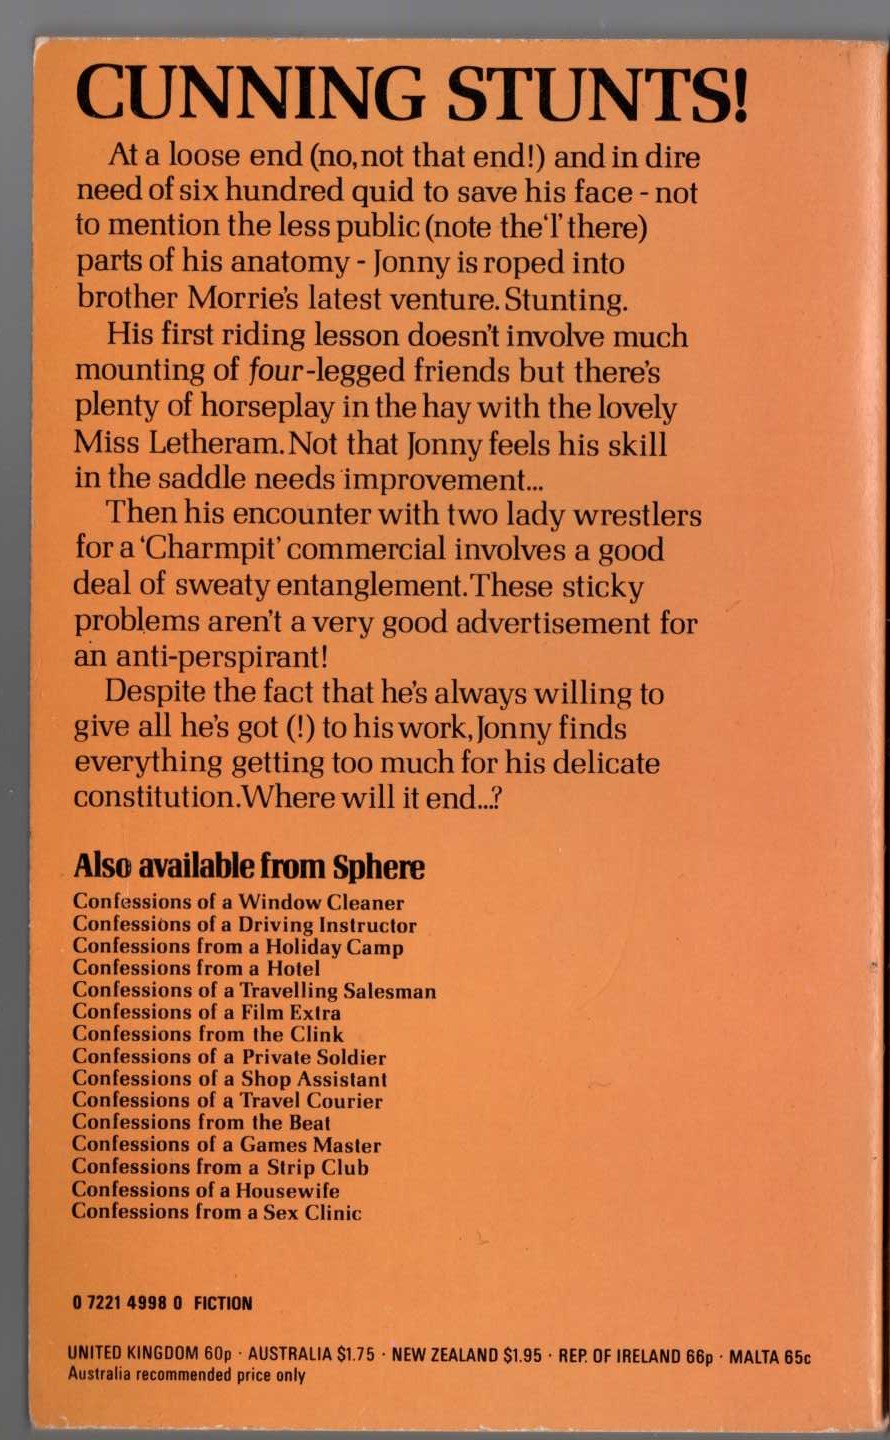 CUNNING STUNTS!
At a loose end (no, not that end!) and in dire
need of six hundred quid to save his face - not
to mention the less public (note the 'l' there)
parts of his anatomy - Jonny is roped into
brother Morrie's latest venture. Stunting.
His first riding lesson doesn't involve much
mounting of four-legged friends but there's
plenty of horseplay in the hay with the lovely
Miss Letheram. Not that Jonny feels his skill
in the saddle needs improvement...
Then his encounter with two lady wrestlers
for a 'Charmpit' commercial involves a good
deal of sweaty entanglement. These sticky
problems aren't a very good advertisement for
an anti-perspirant!
Despite the fact that he's always willing to
give all he's got (!) to his work, Jonny finds
everything getting too much for his delicate
constitution. Where will it end...?
Also available from Sphere
Confessions of a Window Cleaner
Confessions of a Driving Instructor
Confessions from a Holiday Camp
Confessions from a Hotel
Confessions of a Travelling Salesman
Confessions of a Film Extra
Confessions from the Clink
Confessions of a Private Soldier
Confessions of a Shop Assistant
Confessions of a Travel Courier
Confessions from the Beat
Confessions of a Games Master
Confessions from a Strip Club
Confessions of a Housewife
Confessions from a Sex Clinic
0 7221 4998 0 FICTION
UNITED KINGDOM 60p · AUSTRALIA $1.75 · NEW ZEALAND $1.95 · REP. OF IRELAND 66p · MALTA 65c
Australia recommended price only